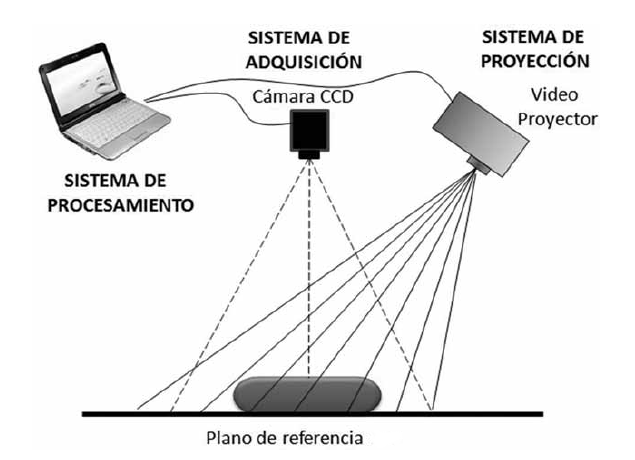 SISTEMA DE
ADQUISICIÓN
Cámara CCD
SISTEMA DE
PROYECCIÓN
Video
Proyector
SISTEMA DE
PROCESAMIENTO
Plano de referencia